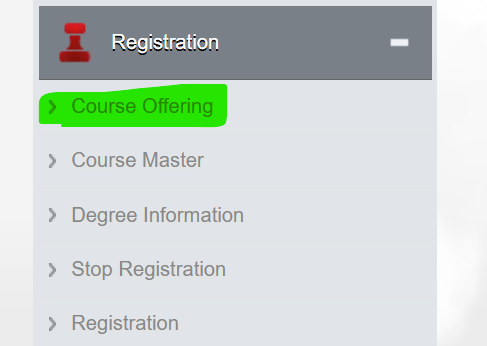 Registration
Course Offering
Course Master
Degree Information
Stop Registration
Registration